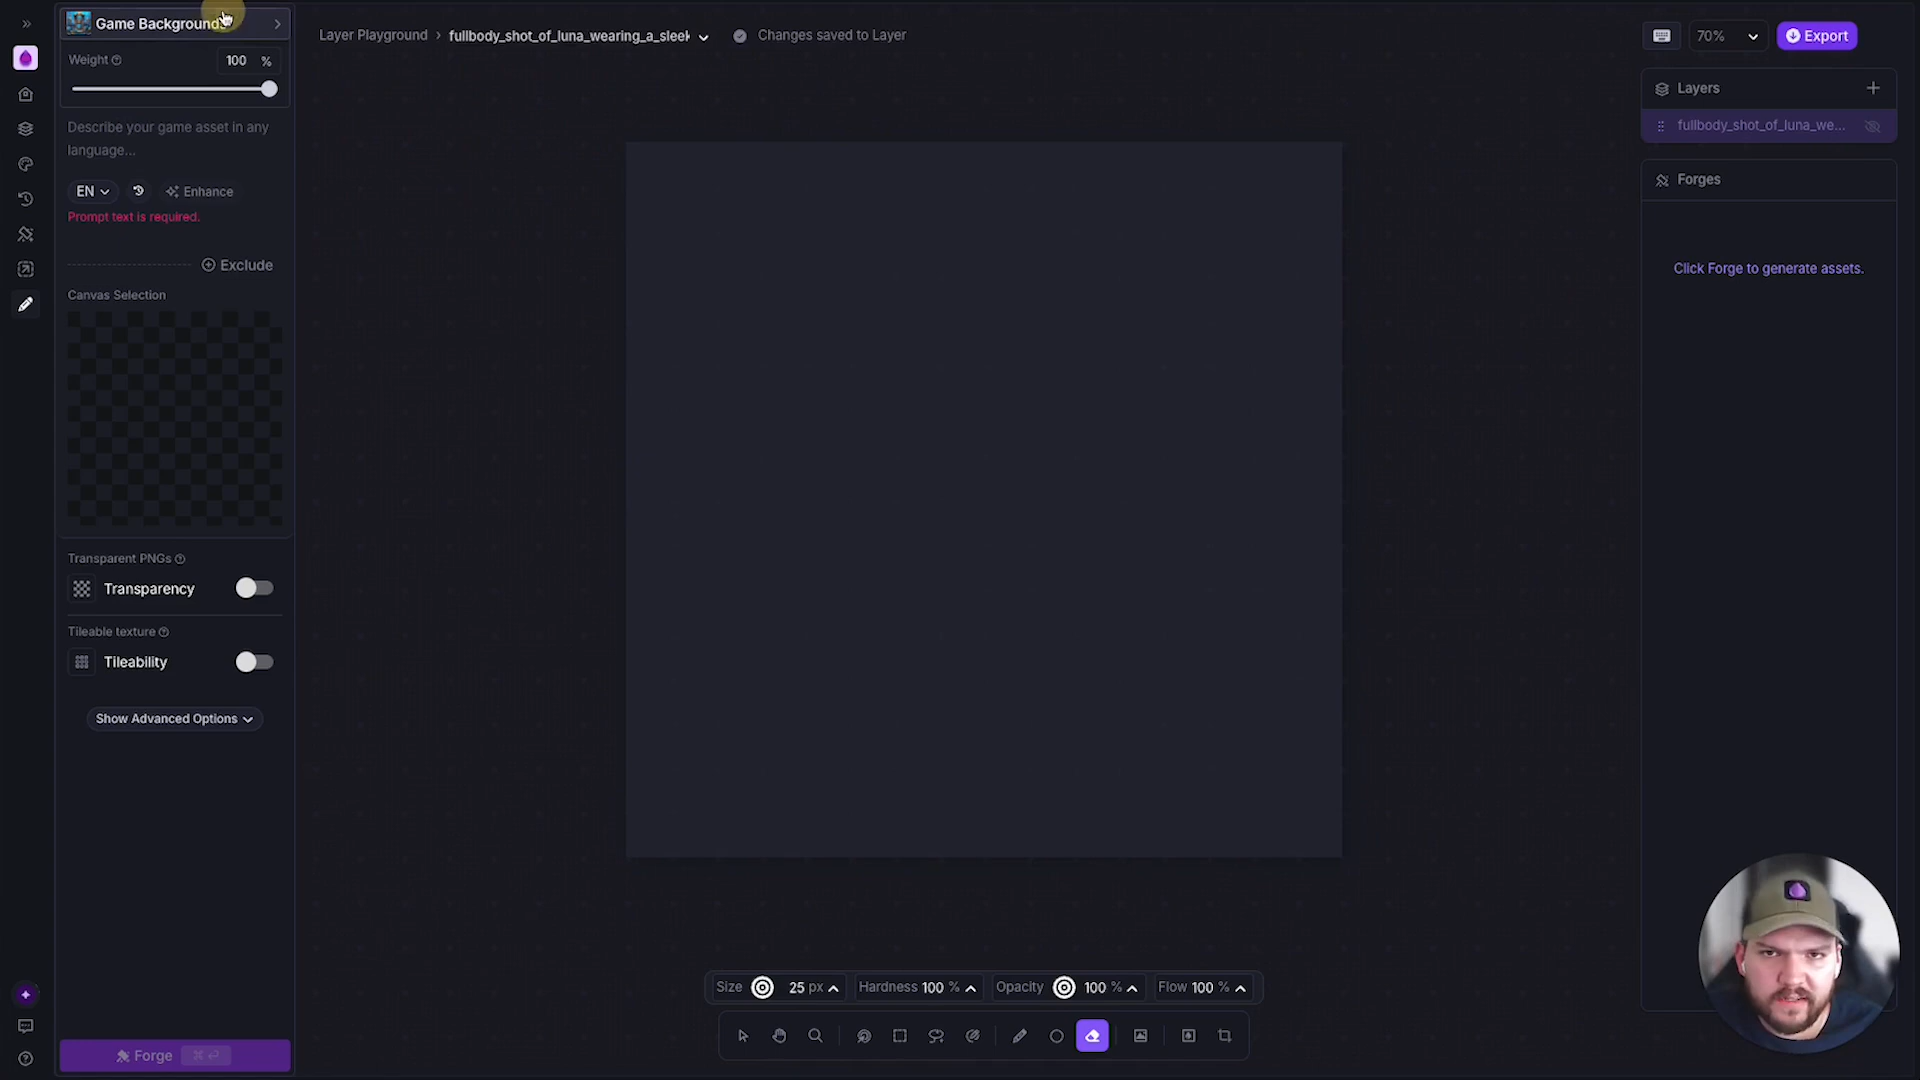 Game Backgrounds
Weight
100 %
Describe your game asset in any
language...
EN
Enhance
Prompt text is required.
Exclude
Canvas Selection
Transparent PNGs
Transparency
Tileable texture
Tileability
Show Advanced Options
Forge
Layer Playground › fullbody_shot_of_luna_wearing_a_sleek
Changes saved to Layer
70%
Export
Layers
fullbody_shot_of_luna_we...
Forges
Click Forge to generate assets.
Size 25 px Hardness 100 % Opacity 100 % Flow 100 %